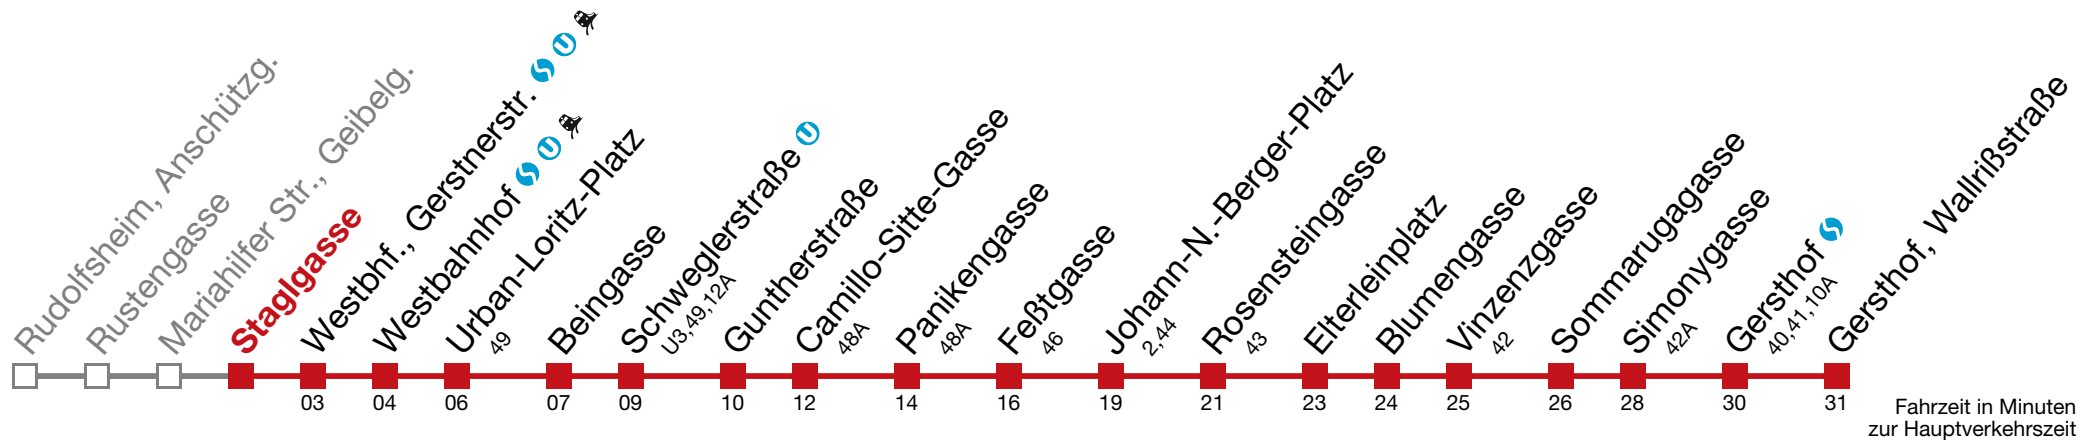 Rudolfsheim, Anschützg.
Rustengasse
Mariahilfer Str., Geibelg.
Staglgasse
Westbhf., Gerstnerstr.
03
Westbahnhof
04
Urban-Loritz-Platz
49
06
Beingasse
07
Schweglerstraße
U3,49,12A
09
Guntherstraße
10
Camillo-Sitte-Gasse
48A
12
Panikengasse
48A
14
Feßtgasse
46
16
Johann-N.-Berger-Platz
2,44
19
Rosensteingasse
43
21
Elterleinplatz
23
Blumengasse
24
Vinzenzgasse
42
25
Sommarugagasse
26
Simonygasse
42A
28
Gersthof
40,41,10A
30
Gersthof, Wallrißstraße
31
Fahrzeit in Minuten
zur Hauptverkehrszeit